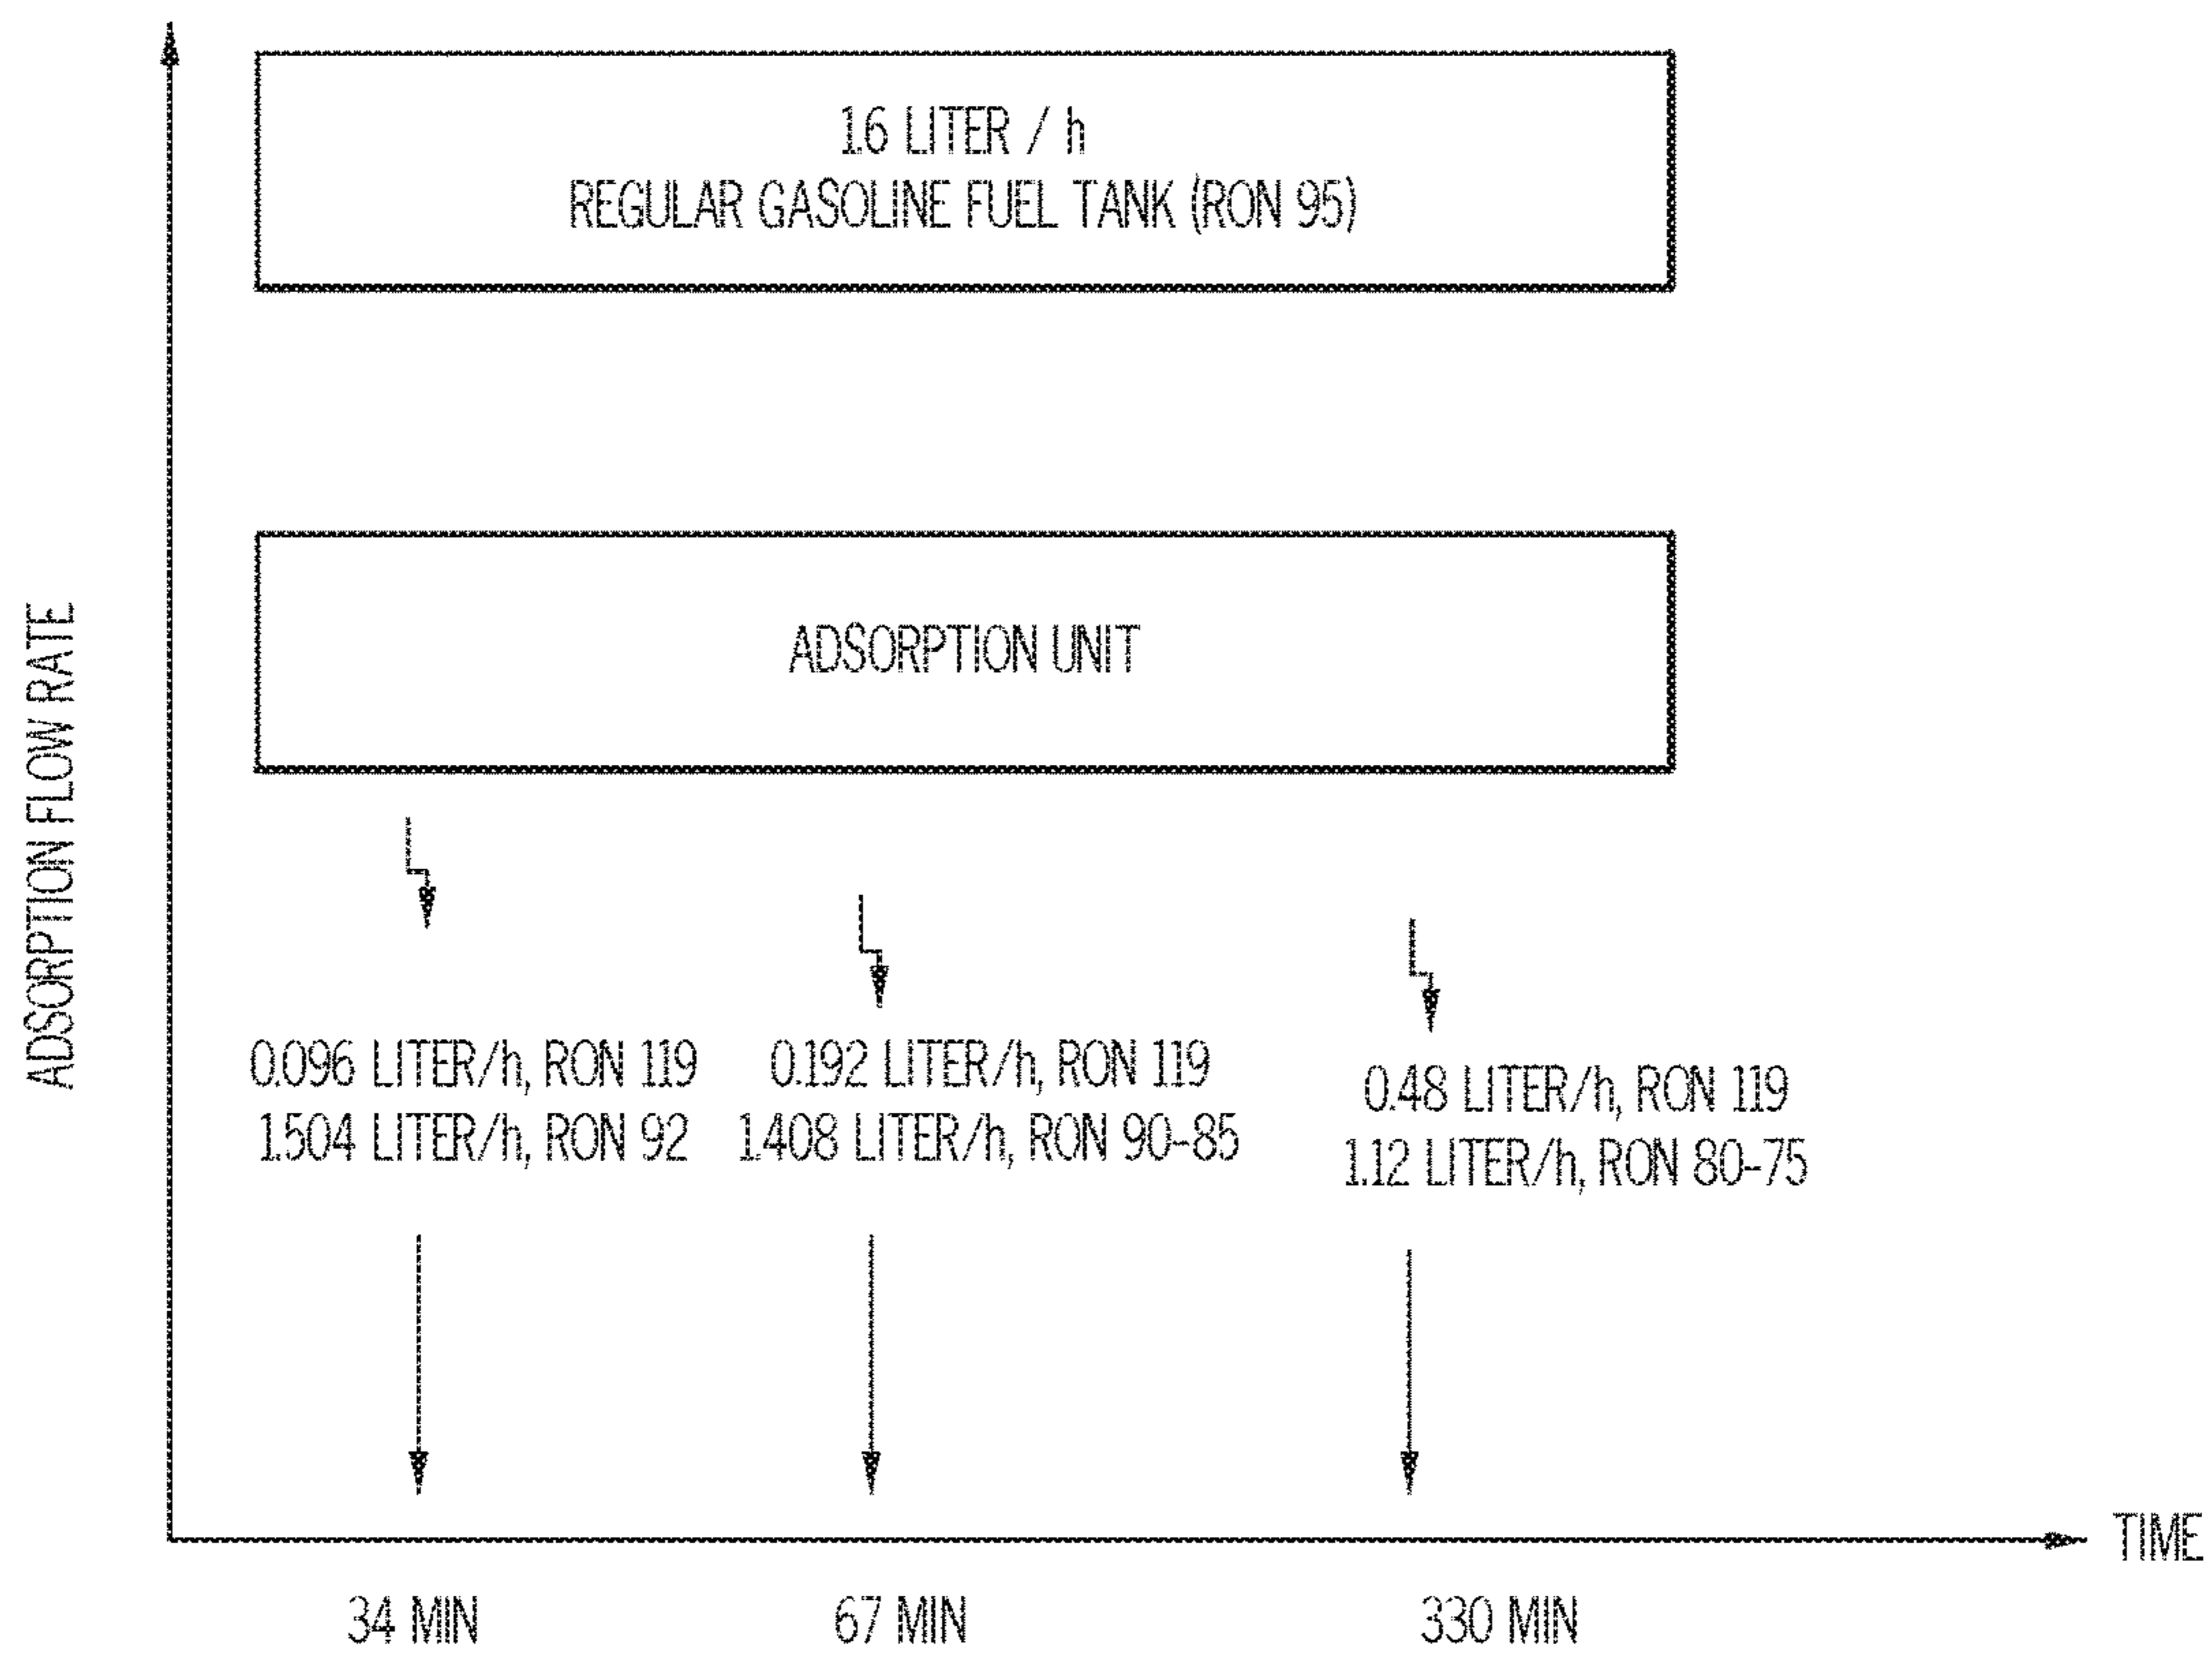 1.6 LITER / h
REGULAR GASOLINE FUEL TANK (RON 95)
ADSORPTION UNIT
ADSORPTION FLOW RATE
0.096 LITER/h, RON 119
1.504 LITER/h, RON 92
0.192 LITER/h, RON 119
1.408 LITER/h, RON 90-85
0.48 LITER/h, RON 119
1.12 LITER/h, RON 80-75
TIME
34 MIN
67 MIN
330 MIN